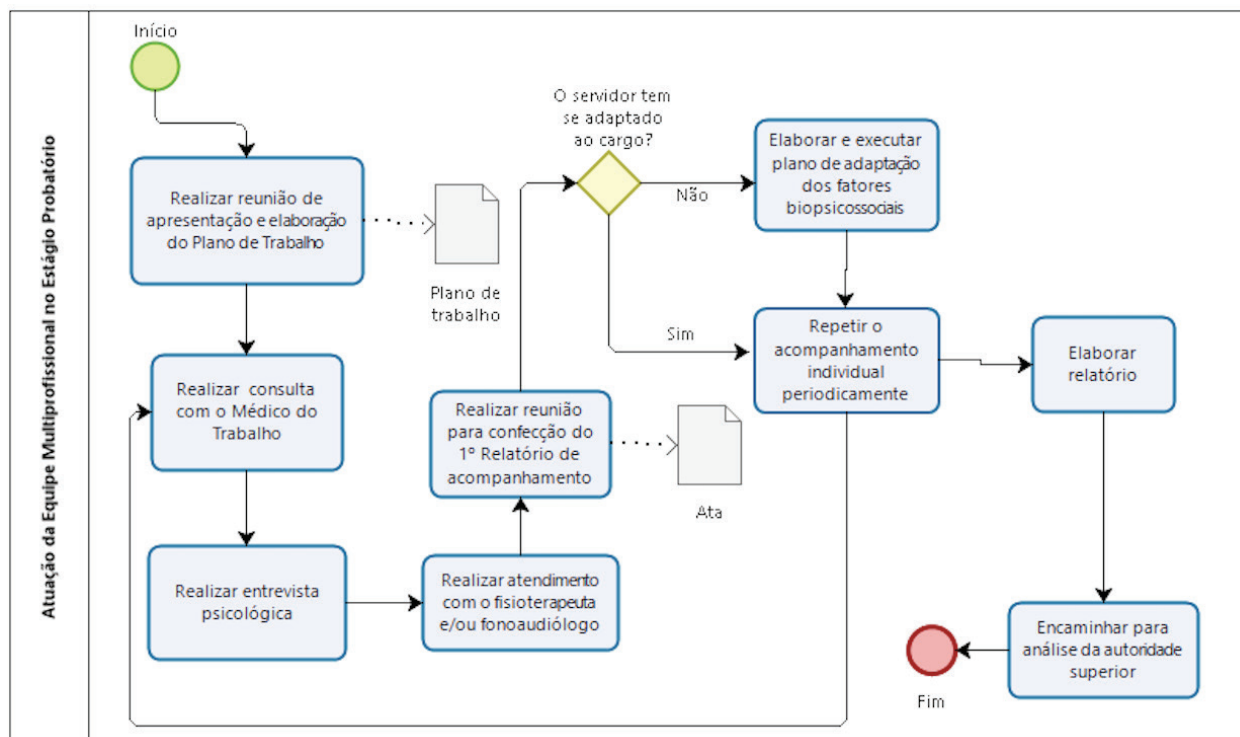 Atuação da Equipe Multiprofissional no Estágio Probatório
Início
Realizar reunião de
apresentação e elaboração
do Plano de Trabalho
Plano de
trabalho
Realizar consulta
com o Médico do
Trabalho
Realizar entrevista
psicológica
Realizar atendimento
com o fisioterapeuta
e/ou fonoaudiólogo
Realizar reunião
para confecção do
1º Relatório de
acompanhamento
Ata
O servidor tem
se adaptado
ao cargo?
Não
Sim
Elaborar e executar
plano de adaptação
dos fatores
biopsicossociais
Repetir o
acompanhamento
individual
periodicamente
Elaborar
relatório
Encaminhar para
análise da autoridade
superior
Fim